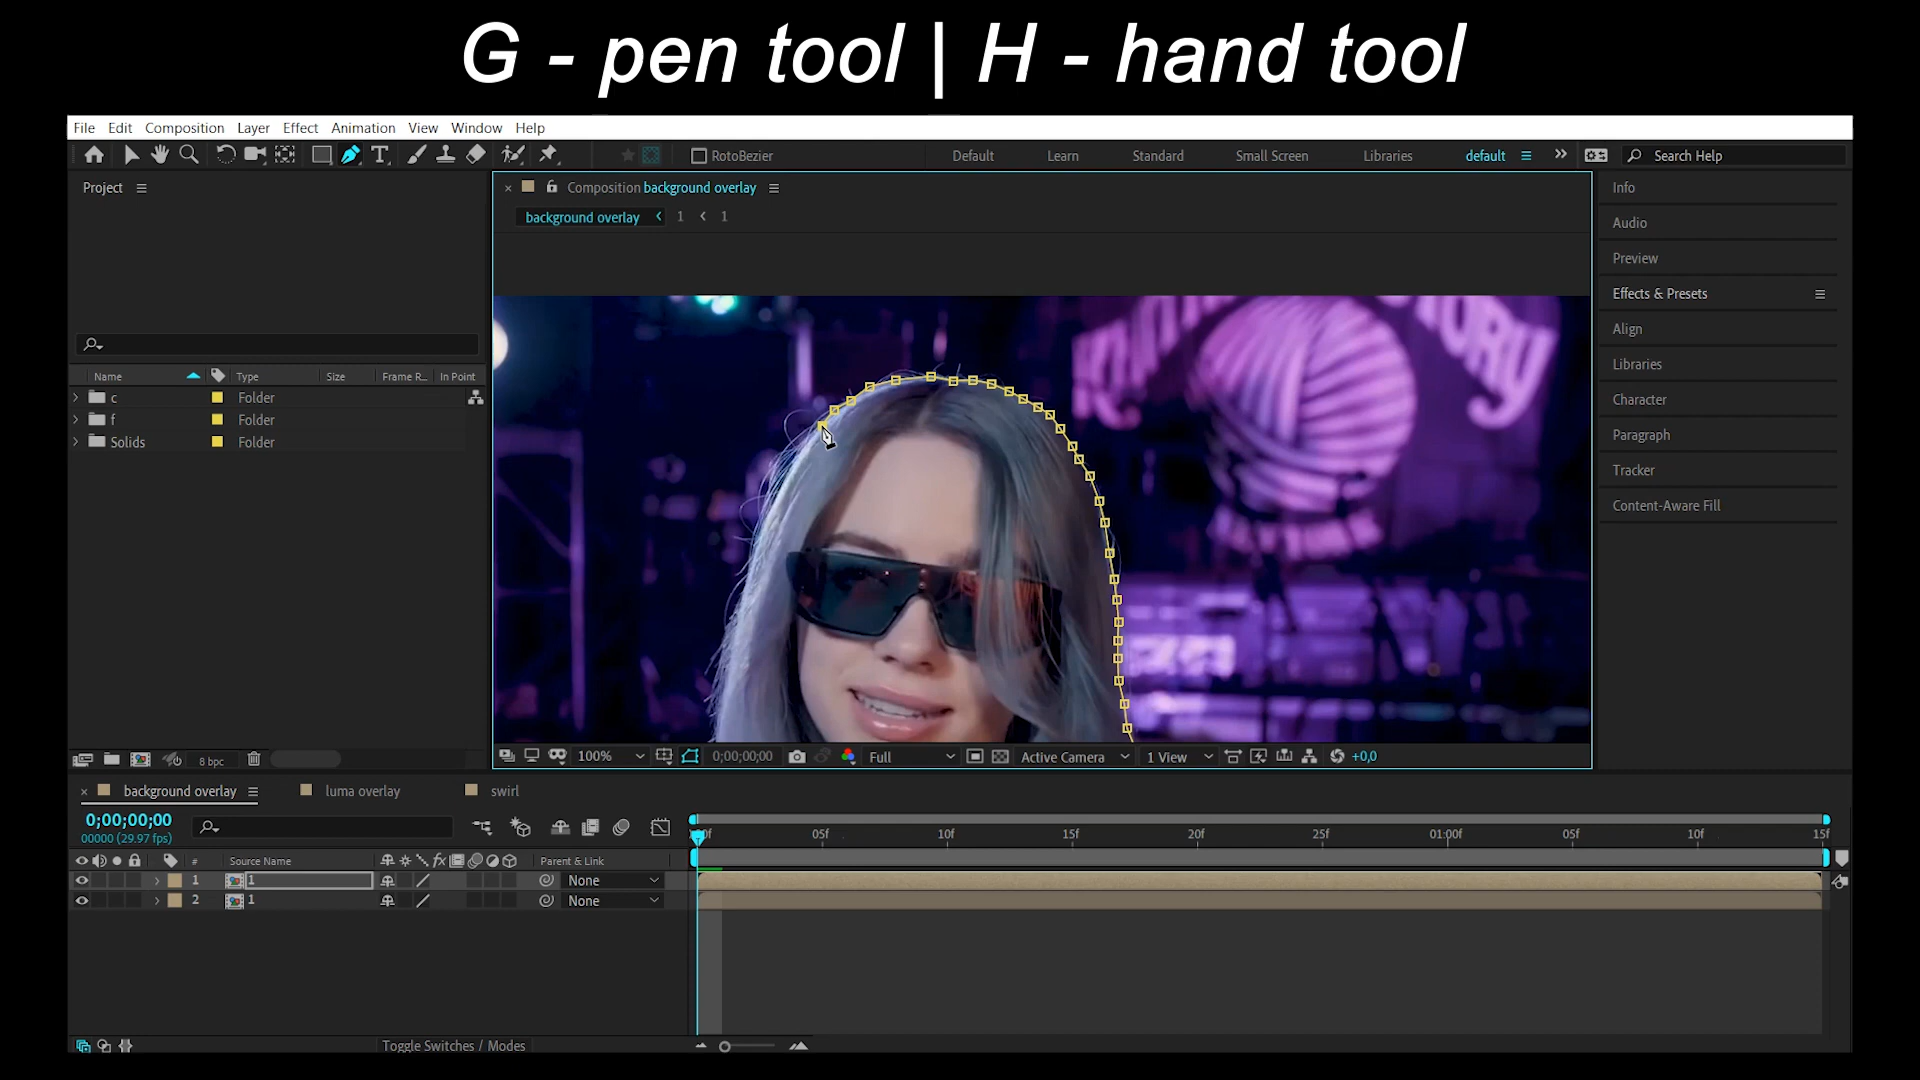 G - pen tool | H - hand tool
File Edit Composition Layer Effect Animation View Window Help
RotoBezier Default Learn Standard Small Screen Libraries default Search Help
Project
Composition background overlay
background overlay 1 1
Info
Audio
Preview
Effects & Presets
Align
Libraries
Character
Paragraph
Tracker
Content-Aware Fill
Name Type Size Frame R... In Point
c Folder
f Folder
Solids Folder
8 bpc
100% 0;00;00;00 Full Active Camera 1 View +0,0
background overlay luma overlay swirl
0;00;00;00
00000 (29.97 fps)
05f 10f 15f 20f 25f 01:00f 05f 10f 15f
# Source Name fx Parent & Link
1 1 None
2 1 None
Toggle Switches / Modes